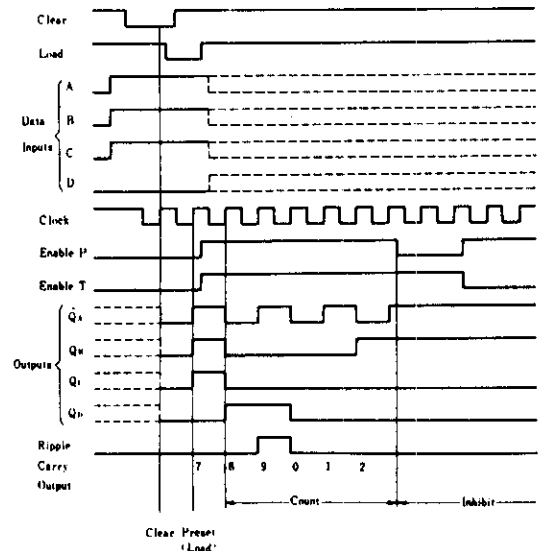 Clear
Load
Data
Inputs
A
B
C
D
Clock
Enable P
Enable T
Outputs
QA
QB
QC
QD
Ripple
Carry
Output
7 8 9 0 1 2
Count
Inhibit
Clear Preset
(Load)